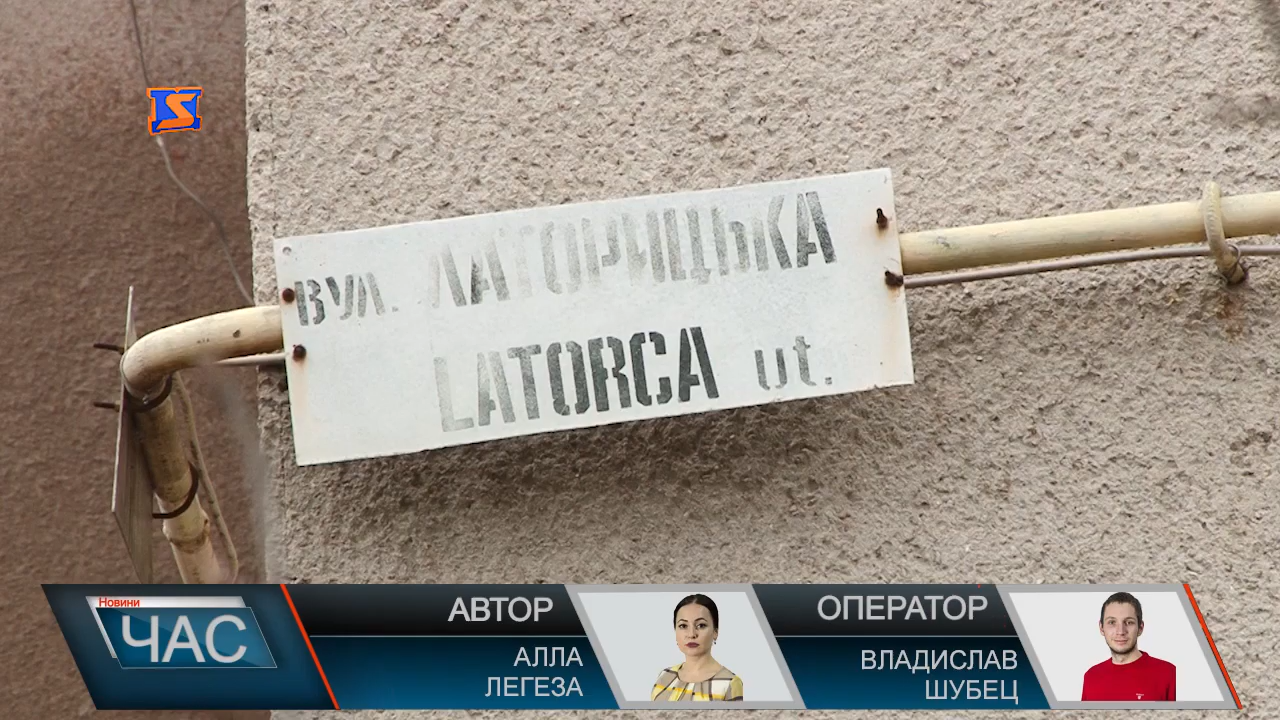 вул. ЛАТОРИЦЬКА
LATORCA ut.
Новини
ЧАС
АВТОР
АЛЛА
ЛЕГЕЗА
ОПЕРАТОР
ВЛАДИСЛАВ
ШУБЕЦ